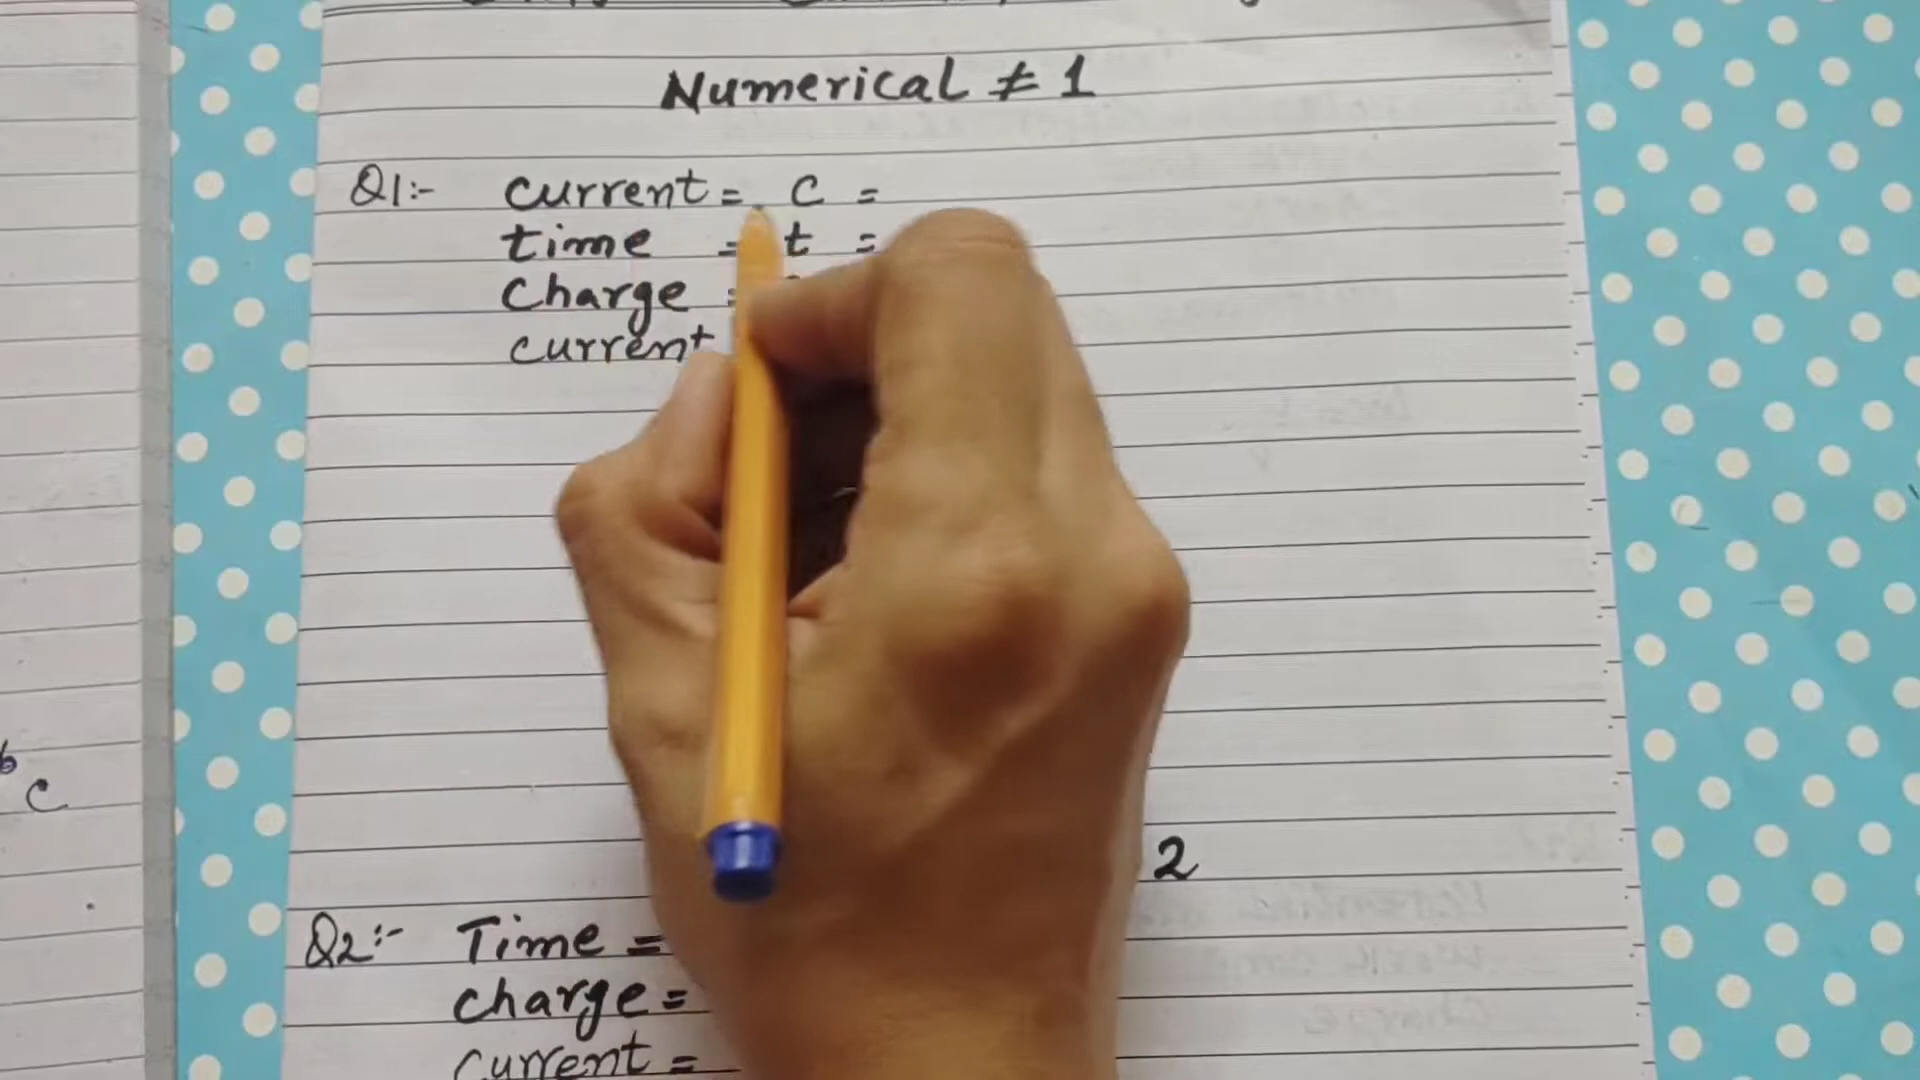 Numerical # 1
Q1:- Current = C =
time = t =
Charge =
current
2
Q2:- Time =
Charge =
Current =
b
c